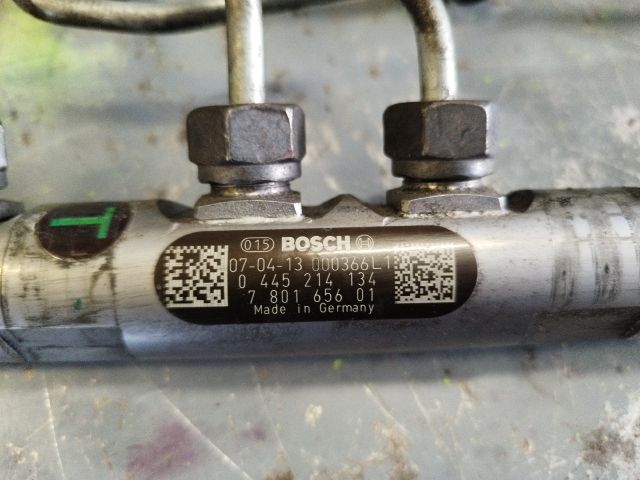 T
015 BOSCH
07-04-13 000366L1
0 445 214 134
7 801 656 01
Made in Germany